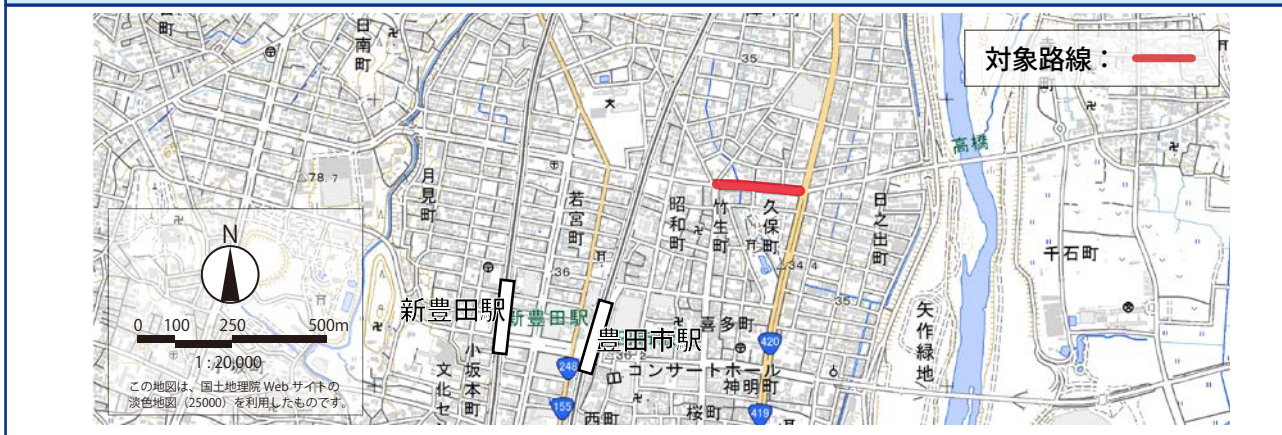 対象路線：
日南町
町
35
高橋
78.7
月見町
若宮町
昭和町
竹生町
久保町
日之出町
千石町
36
34.4
35
N
0 100 250 500m
1：20,000
この地図は、国土地理院 Web サイトの
淡色地図（25000）を利用したものです。
新豊田駅
新豊田駅
豊田市駅
36.2
喜多町
420
矢作緑地
248
コンサートホール
神明町
小坂本町
文化セ
155
西町
桜町
419